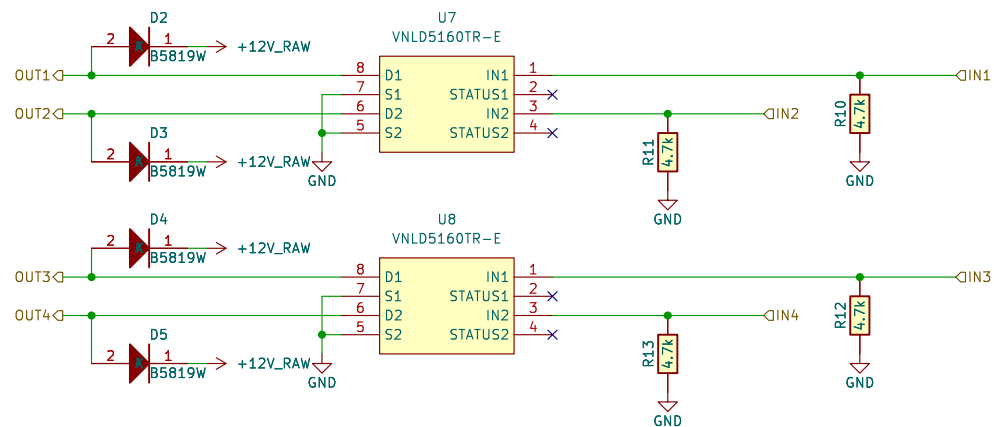 D2
2 1 +12V_RAW
B5819W
OUT1
OUT2
2 1 +12V_RAW
D3
B5819W
U7
VNLD5160TR-E
8 D1 IN1 1
7 S1 STATUS1 2
6 D2 IN2 3
5 S2 STATUS2 4
GND
IN1
IN2
R10
4.7k
GND
R11
4.7k
GND
D4
2 1 +12V_RAW
B5819W
OUT3
OUT4
D5
2 1 +12V_RAW
B5819W
U8
VNLD5160TR-E
8 D1 IN1 1
7 S1 STATUS1 2
6 D2 IN2 3
5 S2 STATUS2 4
GND
IN3
IN4
R12
4.7k
GND
R13
4.7k
GND